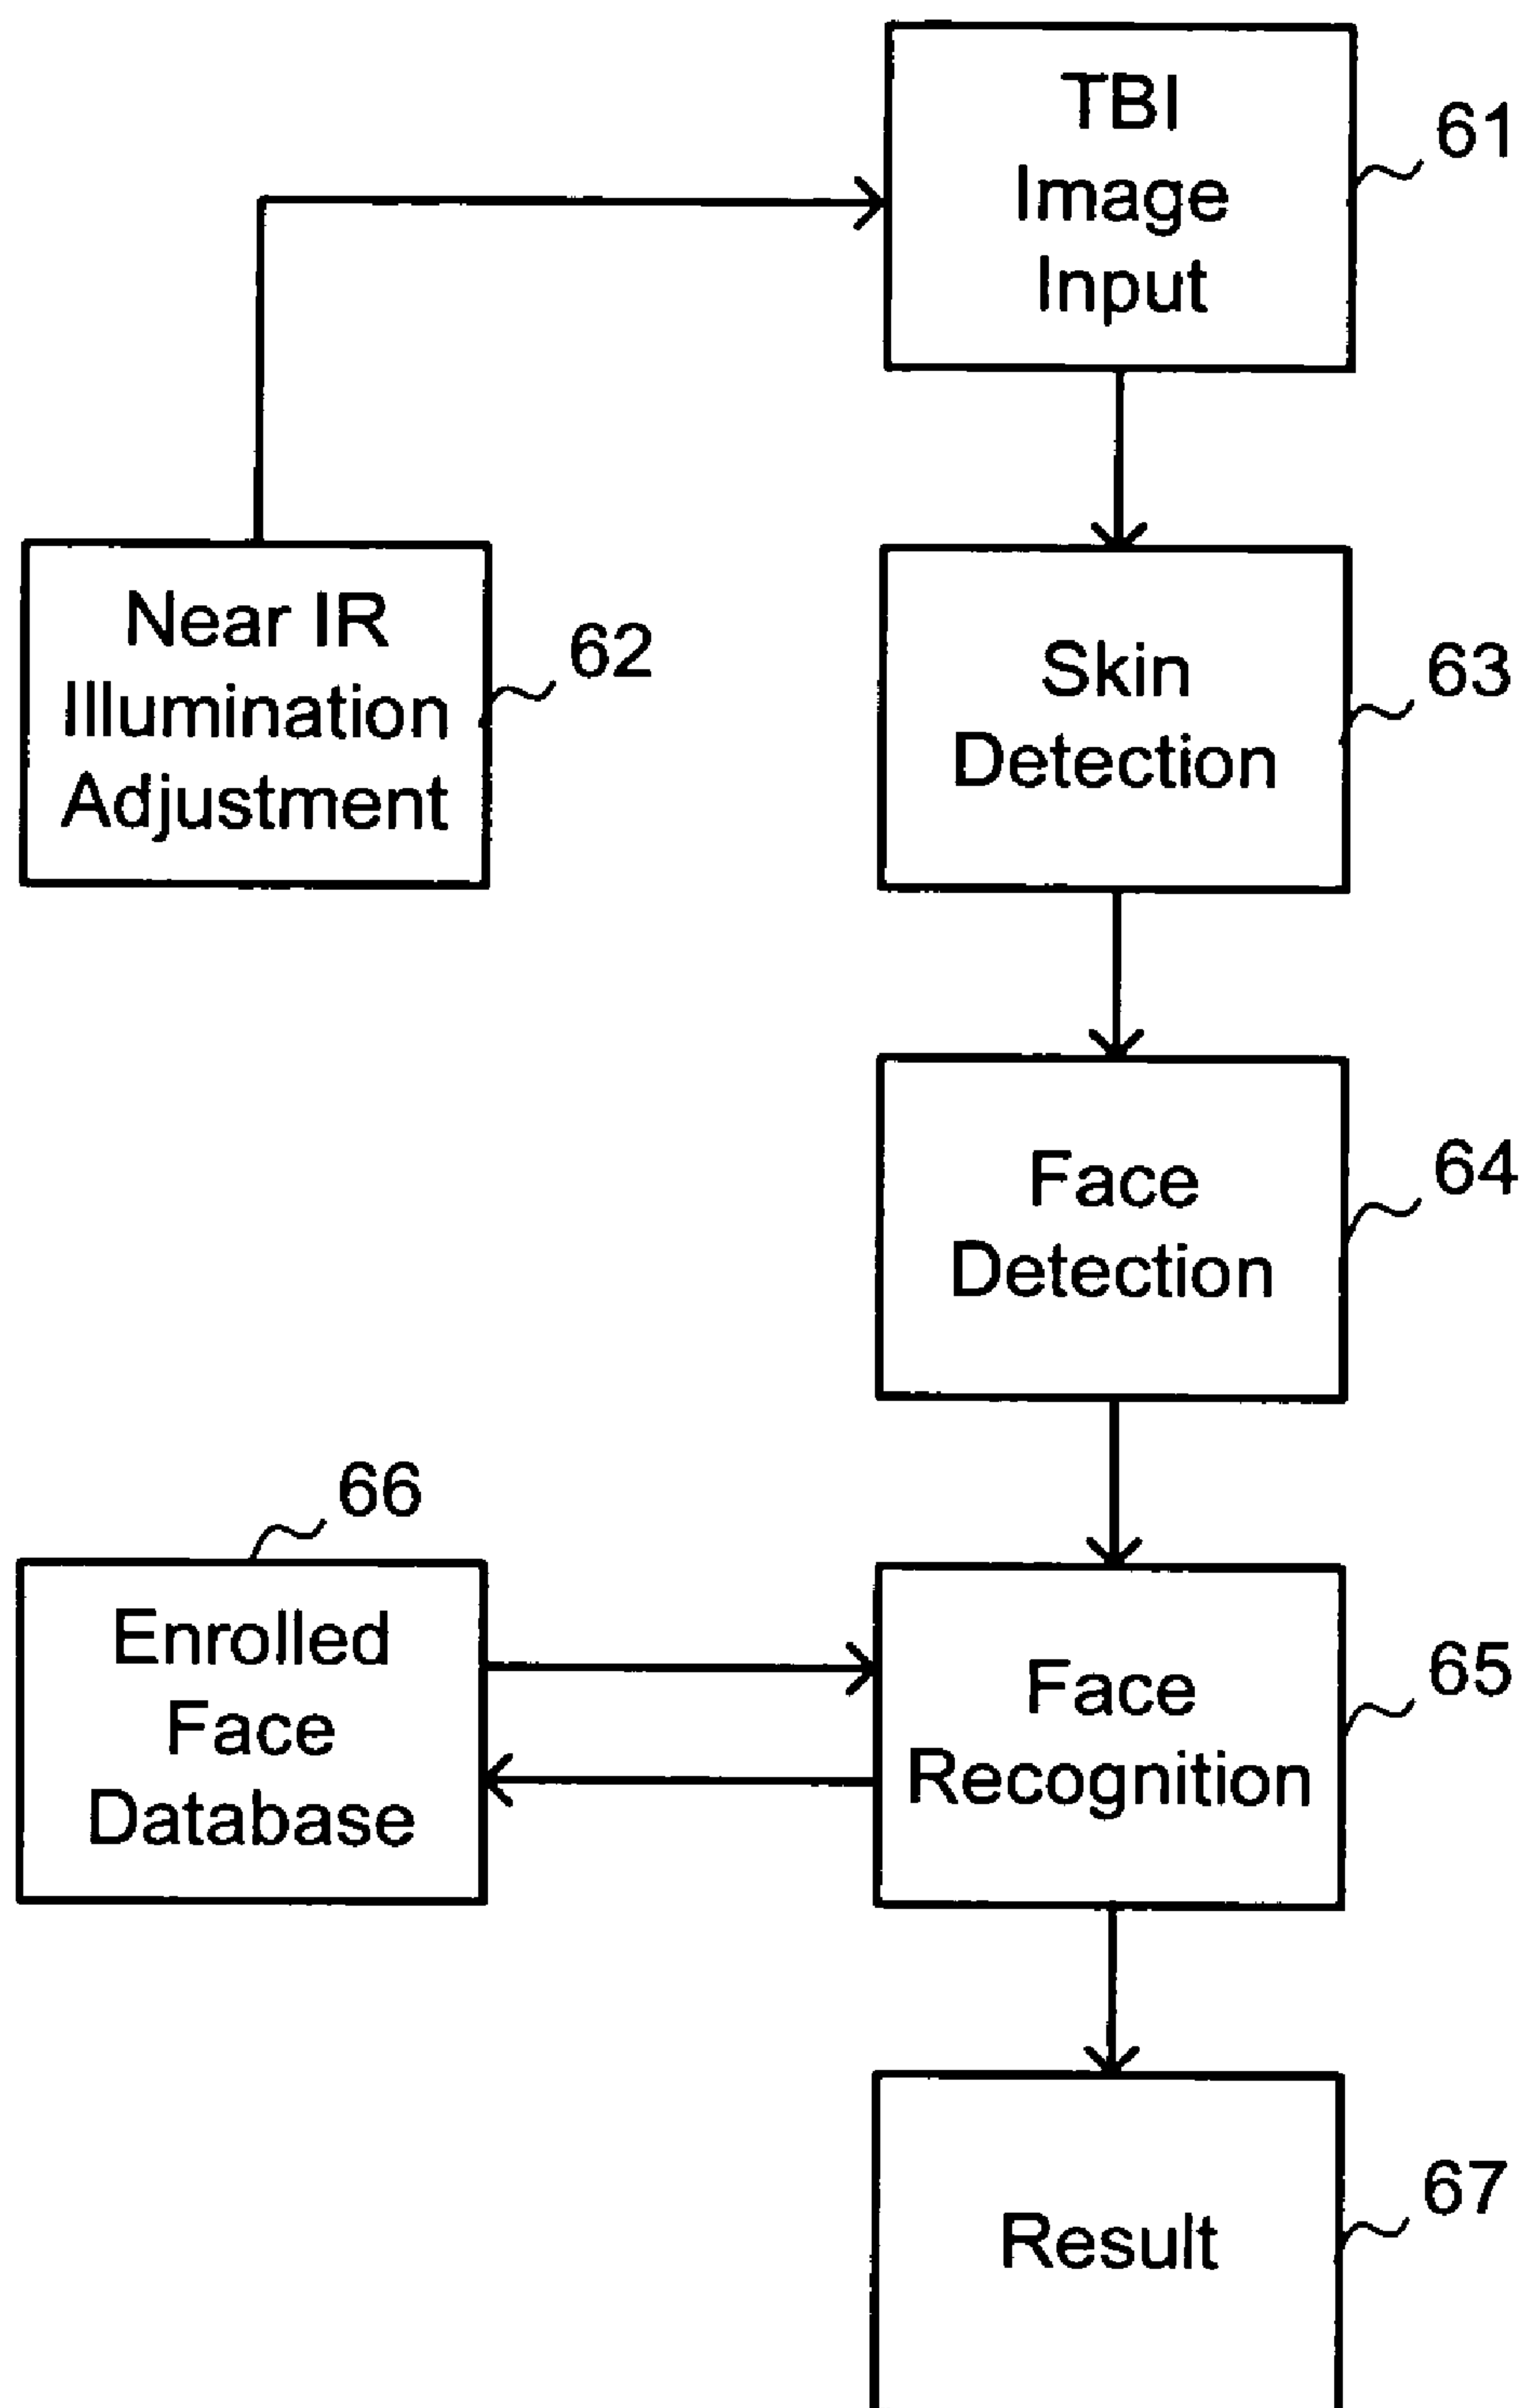 TBI
Image
Input
61
Near IR
Illumination
Adjustment
62
Skin
Detection
63
Face
Detection
64
66
Enrolled
Face
Database
Face
Recognition
65
Result
67